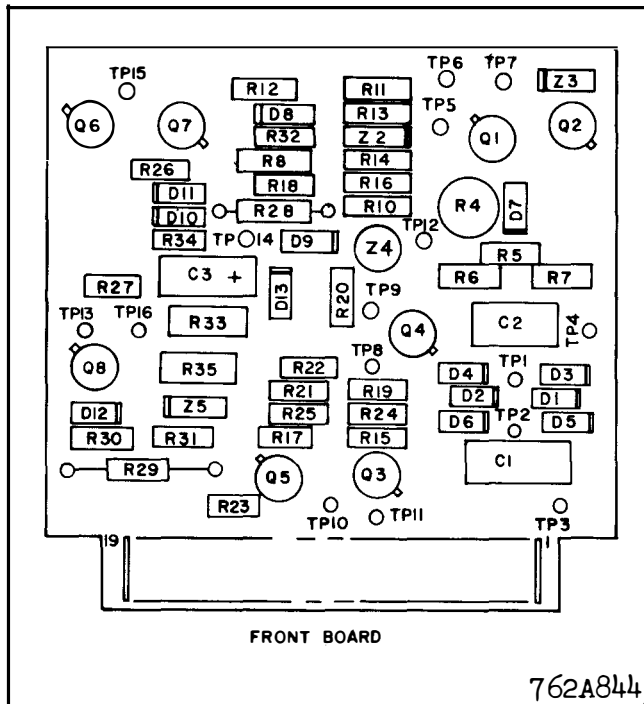 TP6 TP7
TP15 R12 R11 Z3
D8 R13 TP5
Q6 Q7 R32 Z2 Q1 Q2
R8 R14
R26 R18 R16
D11 R10 R4 D7
D10 R28
R34 TP14 D9 Z4 TP12
R5
C3 + D13 R20 R6 R7
R27 TP9
TP13 TP16 R33 Q4 C2 TP4
Q8 R35 R22 TP8 D4 TP1 D3
R21 R19 D2 D1
D12 Z5 R25 R24 D6 TP2 D5
R30 R31 R17 R15
R29 Q5 Q3 C1
R23 TP10 TP11 TP3
19 1
FRONT BOARD
762A844